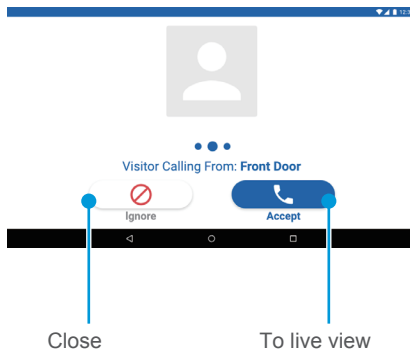 Visitor Calling From: Front Door
Ignore
Accept
Close
To live view